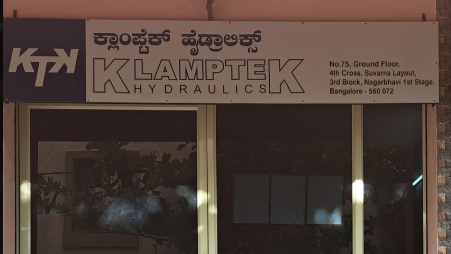 ಕ್ಲಾಂಪ್ಟೆಕ್ ಹೈಡ್ರಾಲಿಕ್ಸ್
KTK
KLAMPTEK
HYDRAULICS
No.75, Ground Floor,
4th Cross, Suvarna Layout,
3rd Block, Nagarbhavi 1st Stage,
Bangalore - 560 072